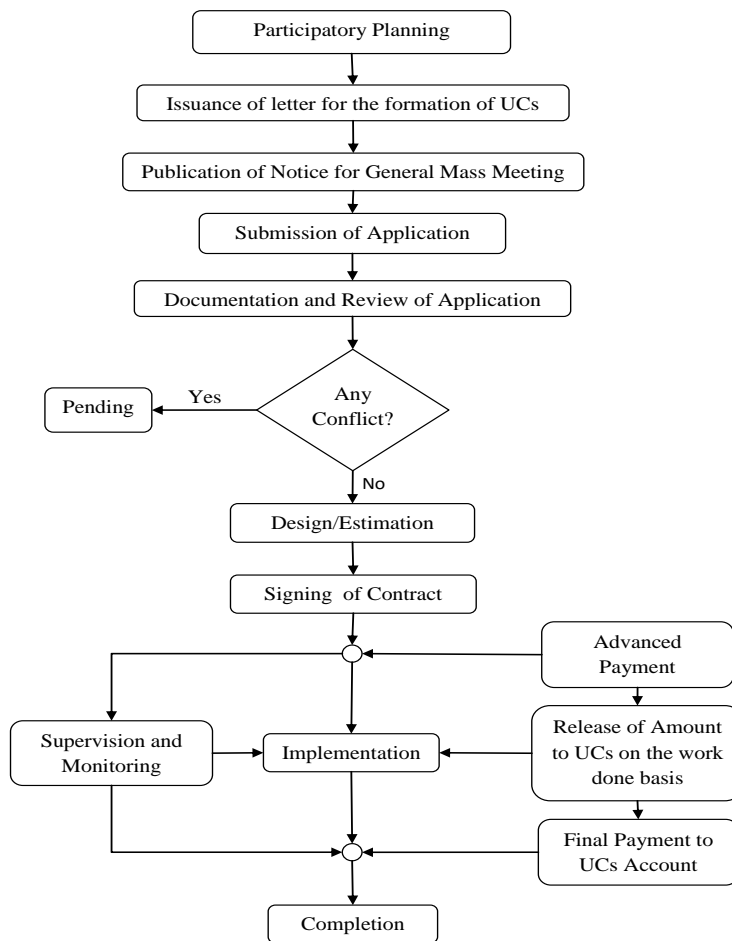 Participatory Planning
Issuance of letter for the formation of UCs
Publication of Notice for General Mass Meeting
Submission of Application
Documentation and Review of Application
Any
Conflict?
Yes
Pending
No
Design/Estimation
Signing of Contract
Advanced
Payment
Supervision and
Monitoring
Implementation
Release of Amount
to UCs on the work
done basis
Final Payment to
UCs Account
Completion